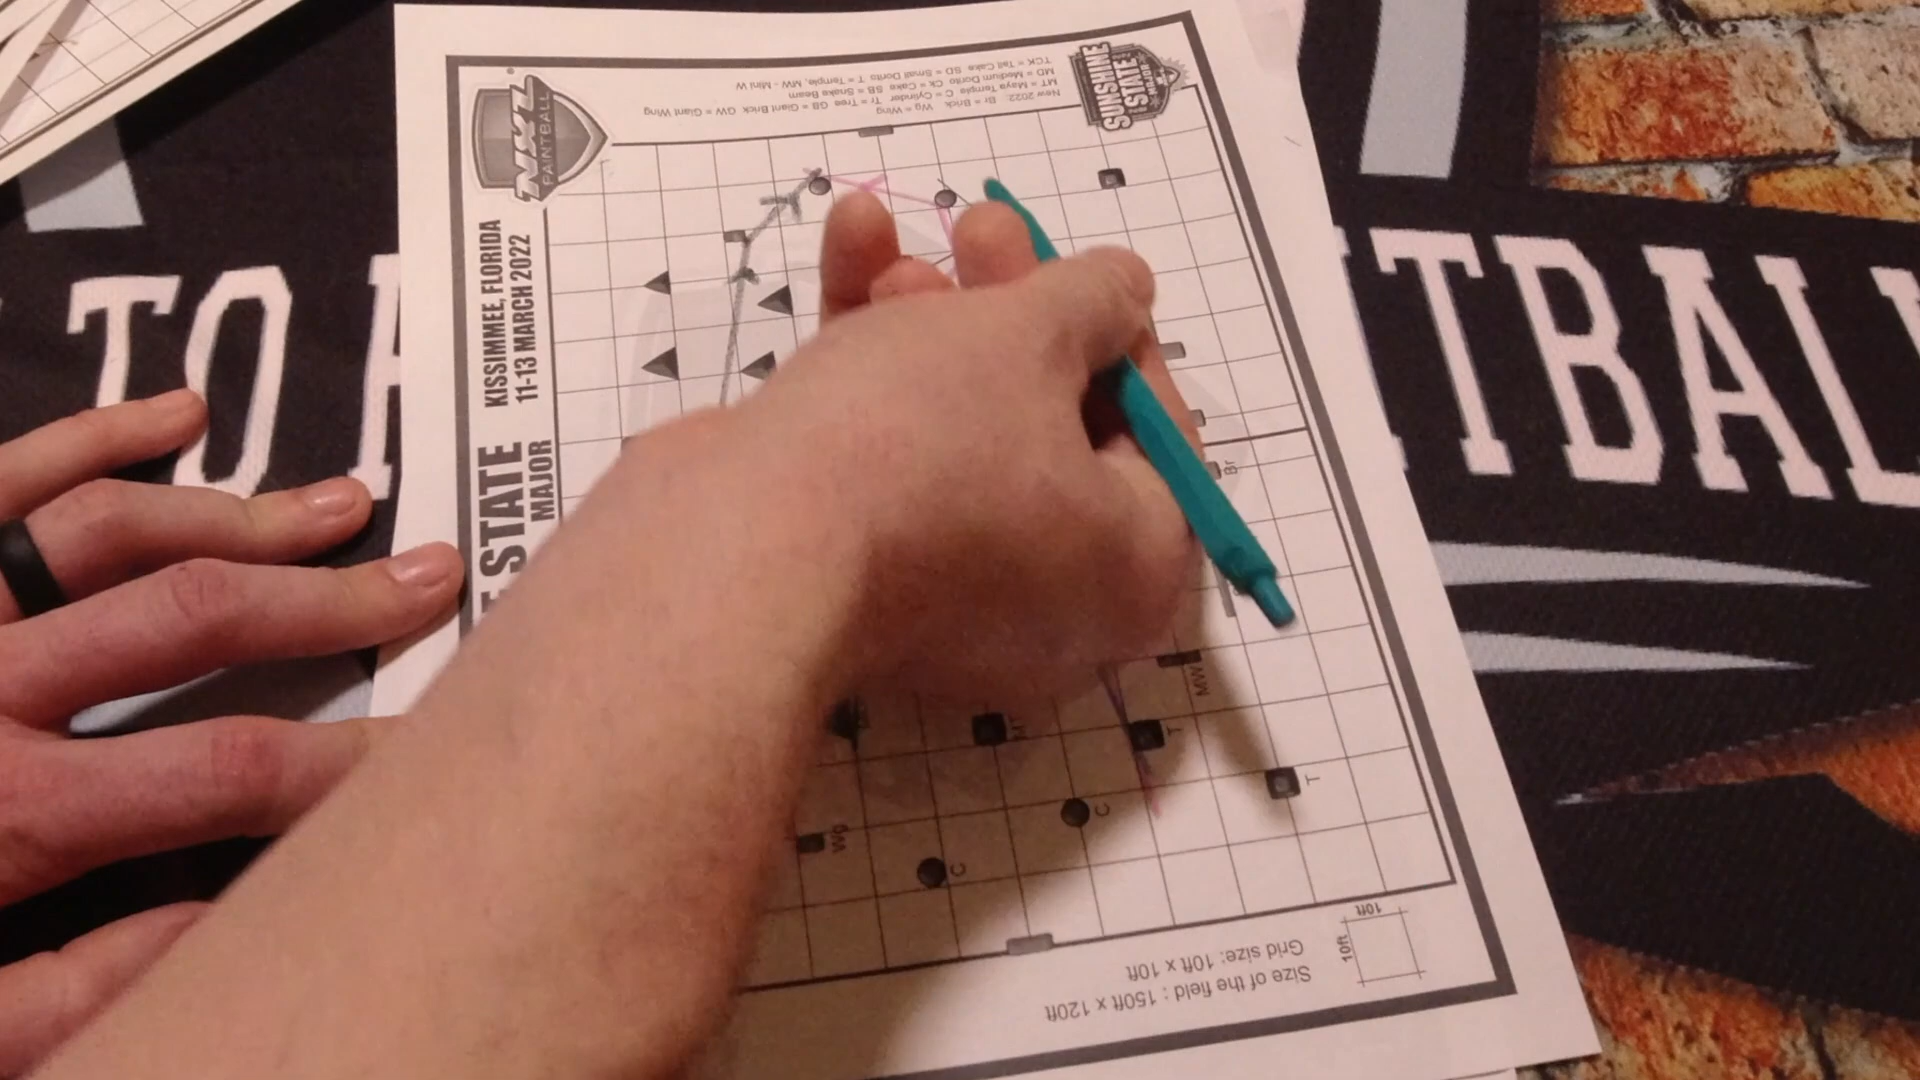 SUNSHINE
STATE
MAJOR
New 2022: Br = Brick Wg = Wing C = Cylinder Tr = Tree GB = Giant Brick GW = Giant Wing
MT = Maya Temple Ck = Cake SB = Snake Beam
MD = Medium Dorito SD = Small Dorito T = Temple, MW - Mini W
TCK = Tall Cake
NXL
PAINTBALL
KISSIMMEE, FLORIDA
11-13 MARCH 2022
E STATE
MAJOR
TO
NTBALL
Br
MW
MT
T
T
C
Wg
C
10ft
10ft
Grid size: 10ft x 10ft
Size of the field : 150ft x 120ft